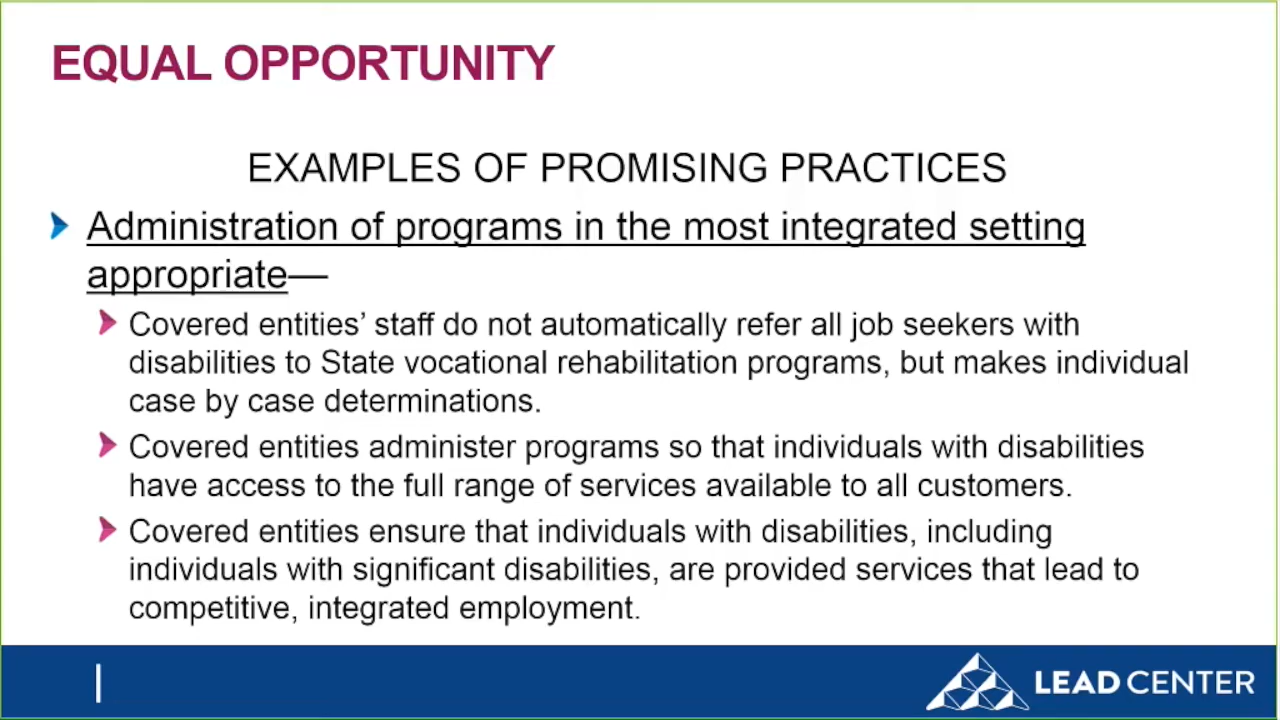 EQUAL OPPORTUNITY
EXAMPLES OF PROMISING PRACTICES
Administration of programs in the most integrated setting
appropriate—
Covered entities’ staff do not automatically refer all job seekers with
disabilities to State vocational rehabilitation programs, but makes individual
case by case determinations.
Covered entities administer programs so that individuals with disabilities
have access to the full range of services available to all customers.
Covered entities ensure that individuals with disabilities, including
individuals with significant disabilities, are provided services that lead to
competitive, integrated employment.
LEAD CENTER